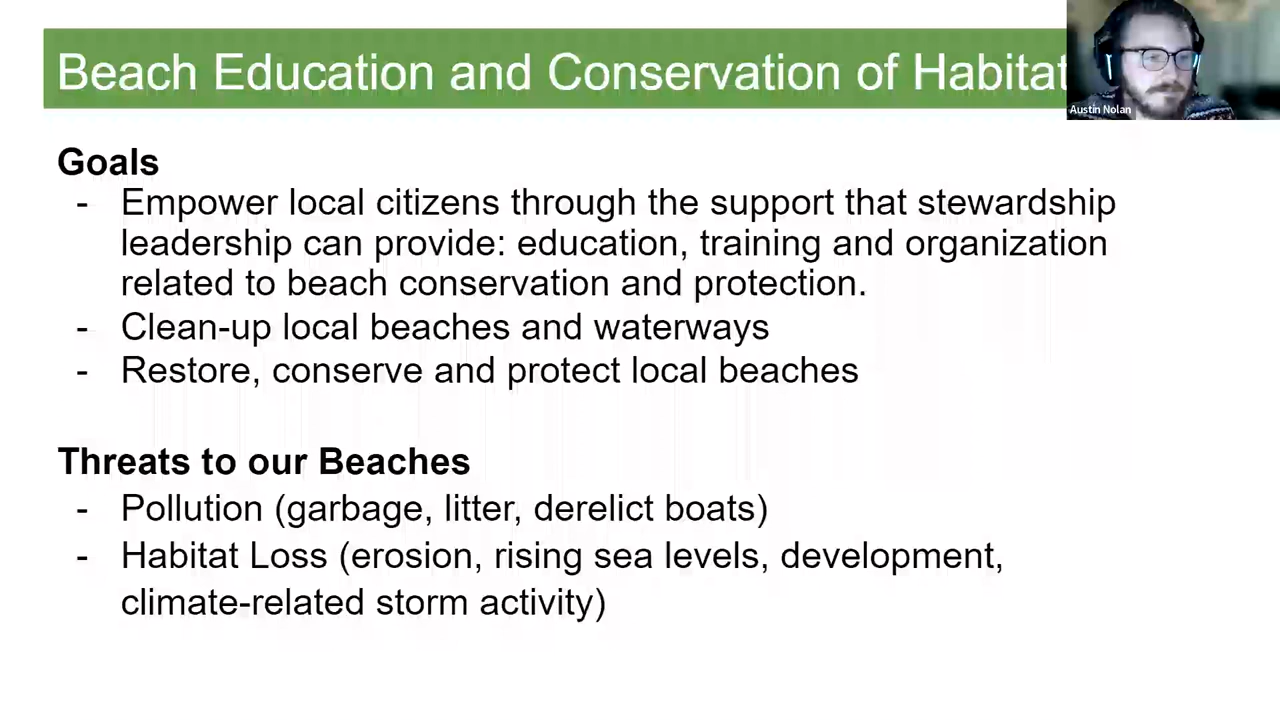 Beach Education and Conservation of Habitat
Austin Nolan
Goals
- Empower local citizens through the support that stewardship
leadership can provide: education, training and organization
related to beach conservation and protection.
- Clean-up local beaches and waterways
- Restore, conserve and protect local beaches
Threats to our Beaches
- Pollution (garbage, litter, derelict boats)
- Habitat Loss (erosion, rising sea levels, development,
climate-related storm activity)